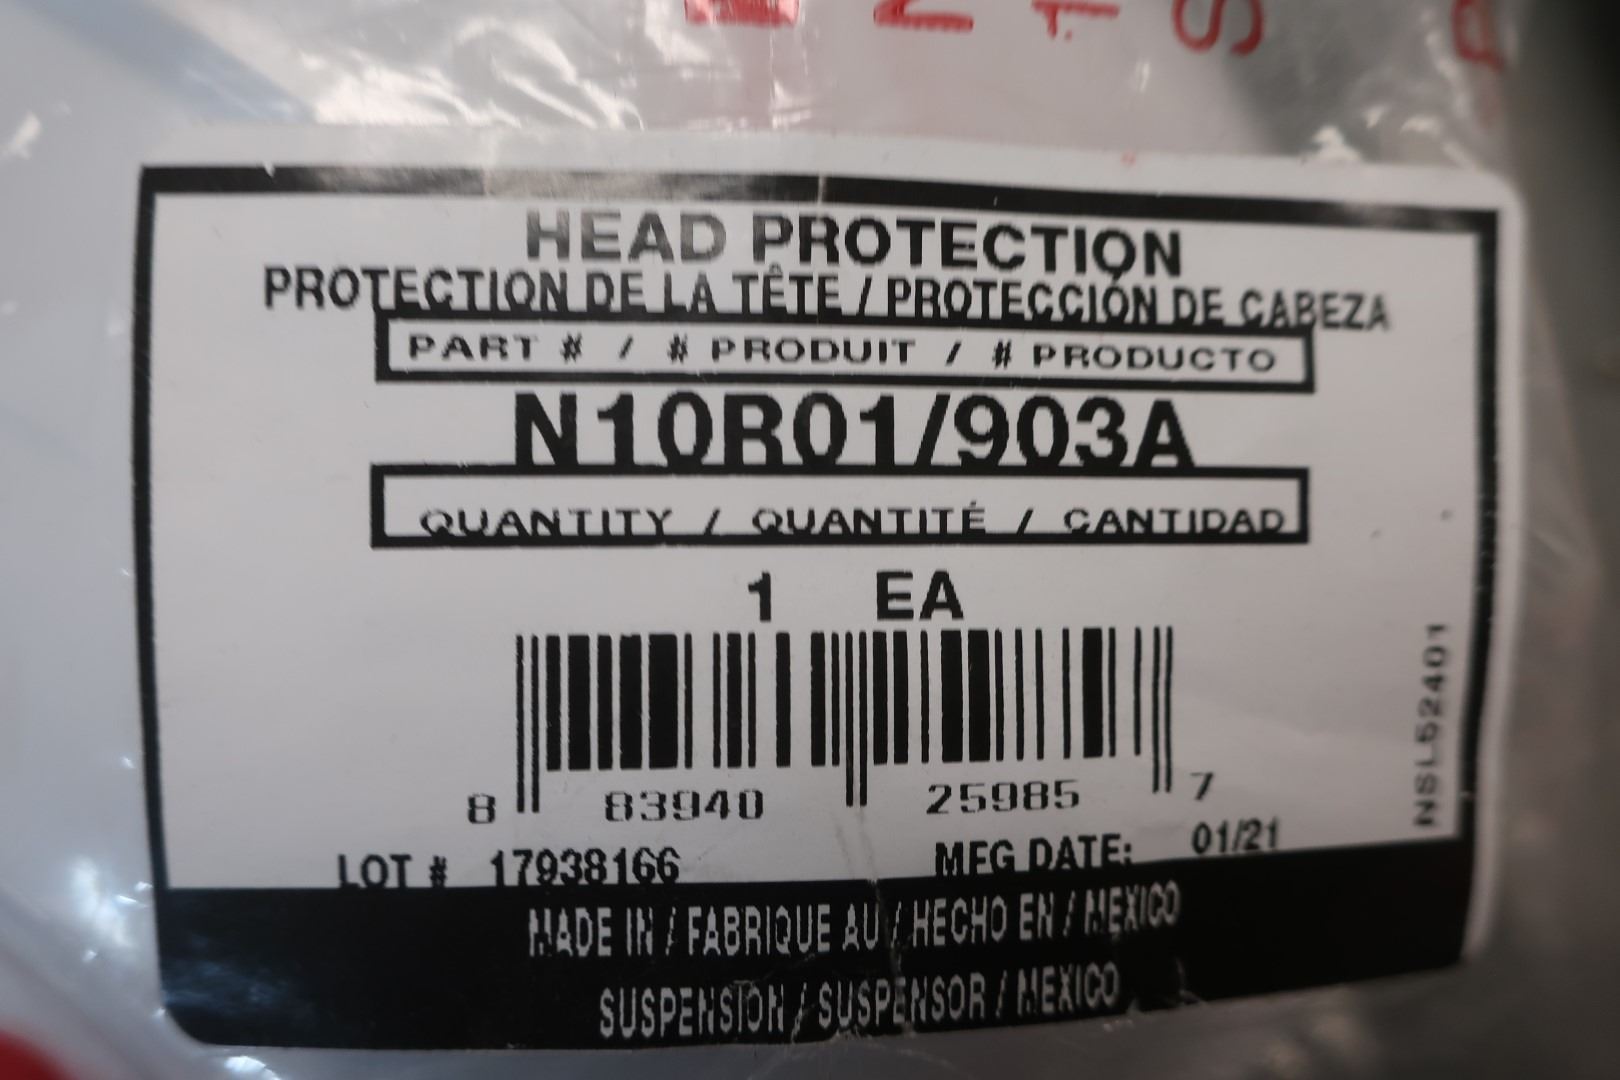 HEAD PROTECTION
PROTECTION DE LA TÊTE / PROTECCIÓN DE CABEZA
PART # / # PRODUIT / # PRODUCTO
N10R01/903A
QUANTITY / QUANTITÉ / CANTIDAD
1 EA
8 83940 25985 7
NSL52401
LOT # 17938166 MFG DATE: 01/21
MADE IN / FABRIQUE AU / HECHO EN / MEXICO
SUSPENSION / SUSPENSOR / MEXICO